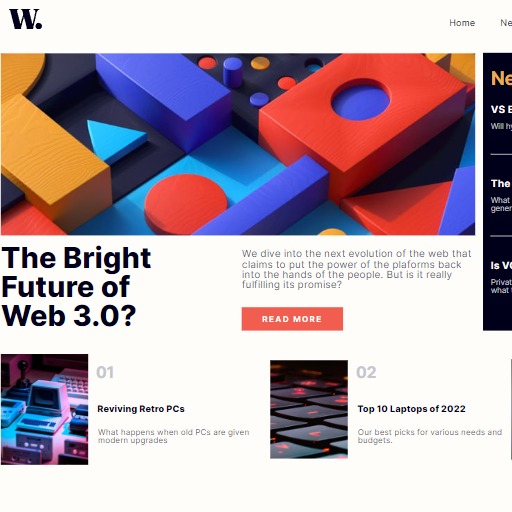 W.
Home
Ne
Ne
VS E
Will hy
The
What
gener
Is VC
Privat
what t
The Bright
Future of
Web 3.0?
We dive into the next evolution of the web that
claims to put the power of the plaforms back
into the hands of the people. But is it really
fulfilling its promise?
READ MORE
01
Reviving Retro PCs
What happens when old PCs are given
modern upgrades
02
Top 10 Laptops of 2022
Our best picks for various needs and
budgets.